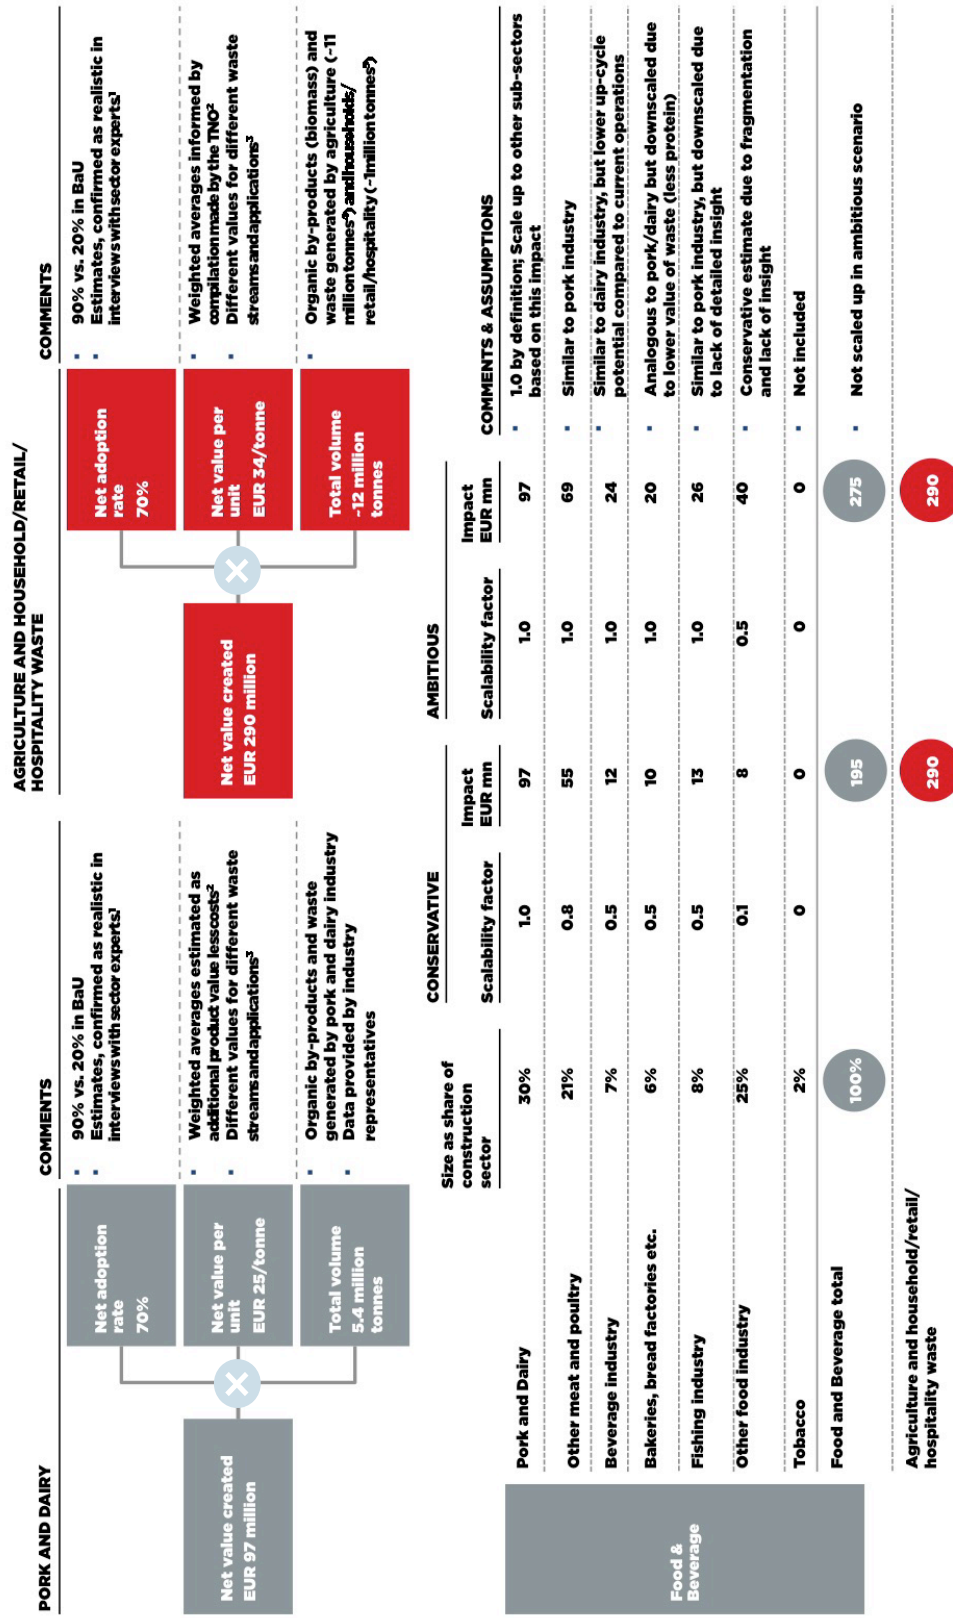 PORK AND DAIRY
COMMENTS
Net value created
EUR 97 million
Net adoption
rate
70%
90% vs. 20% in BaU
Estimates, confirmed as realistic in
interviews with sector experts.¹
Net value per
unit
EUR 25/tonne
Weighted averages estimated as
additional product value less costs²
Different values for different waste
streams and applications³
Total volume
5.4 million
tonnes
Organic by-products and waste
generated by pork and dairy industry
Data provided by industry
representatives
AGRICULTURE AND HOUSEHOLD/RETAIL/
HOSPITALITY WASTE
COMMENTS
Net value created
EUR 290 million
Net adoption
rate
70%
90% vs. 20% in BaU
Estimates, confirmed as realistic in
interviews with sector experts.¹
Net value per
unit
EUR 34/tonne
Weighted averages informed by
compilation made by the TNO²
Different values for different waste
streams and applications³
Total volume
~12 million
tonnes
Organic by-products (biomass) and
waste generated by agriculture (~11
million tonnes⁴) and households/
retail/hospitality (~1 million tonnes⁵)
Size as share of
construction
sector
CONSERVATIVE
Scalability factor
Impact
EUR mn
AMBITIOUS
Scalability factor
Impact
EUR mn
COMMENTS & ASSUMPTIONS
Food &
Beverage
Pork and Dairy 30% 1.0 97 1.0 97 1.0 by definition; Scale up to other sub-sectors
based on this impact
Other meat and poultry 21% 0.8 55 1.0 69 Similar to pork industry
Beverage industry 7% 0.5 12 1.0 24 Similar to dairy industry, but lower up-cycle
potential compared to current operations
Bakeries, bread factories etc. 6% 0.5 10 1.0 20 Analogous to pork/dairy but downscaled due
to lower value of waste (less protein)
Fishing industry 8% 0.5 13 1.0 26 Similar to pork industry, but downscaled due
to lack of detailed insight
Other food industry 25% 0.1 8 0.5 40 Conservative estimate due to fragmentation
and lack of insight
Tobacco 2% 0 0 0 0 Not included
Food and Beverage total 100% 195 275 Not scaled up in ambitious scenario
Agriculture and household/retail/
hospitality waste 290 290